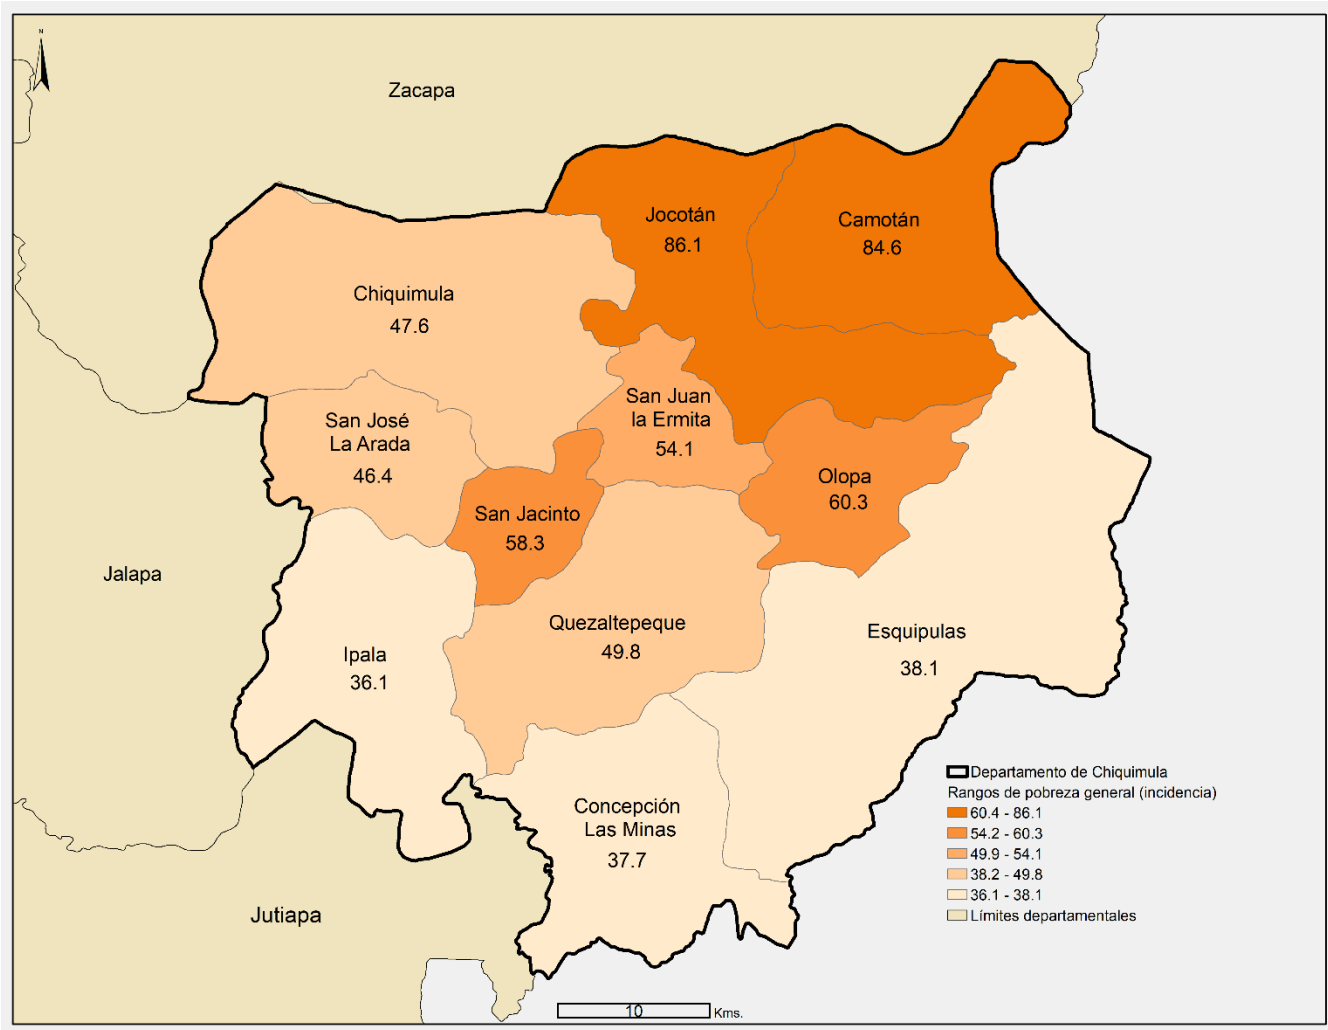 N
Zacapa
Jocotán
86.1
Camotán
84.6
Chiquimula
47.6
San José
La Arada
46.4
San Juan
la Ermita
54.1
Olopa
60.3
San Jacinto
58.3
Jalapa
Quezaltepeque
49.8
Esquipulas
38.1
Ipala
36.1
Concepción
Las Minas
37.7
Jutiapa
Departamento de Chiquimula
Rangos de pobreza general (incidencia)
60.4 - 86.1
54.2 - 60.3
49.9 - 54.1
38.2 - 49.8
36.1 - 38.1
Límites departamentales
10 Kms.